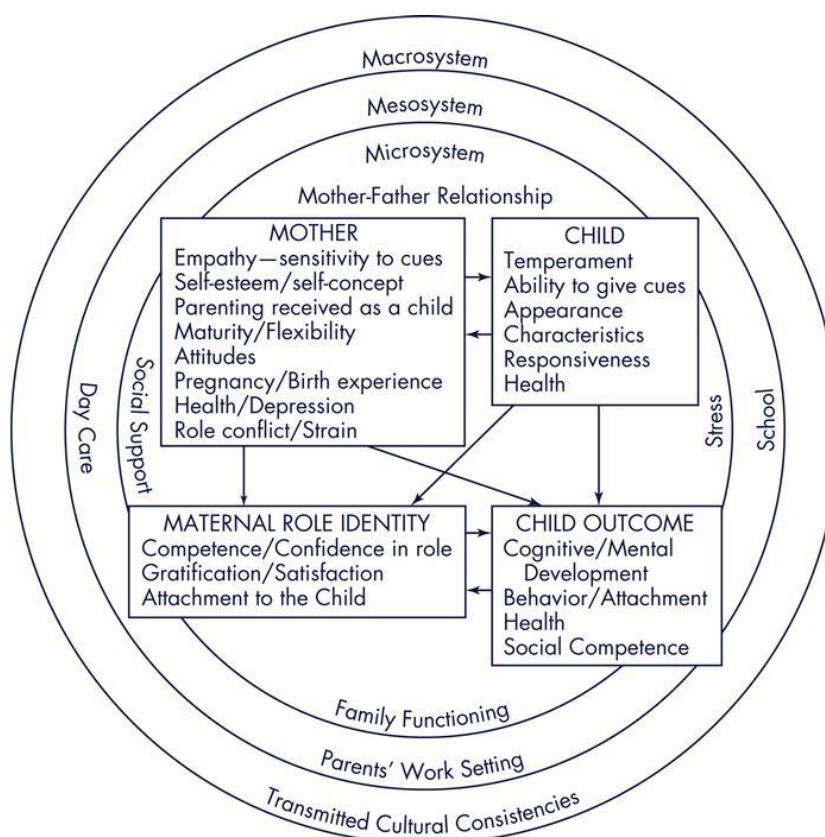 Macrosystem
Mesosystem
Microsystem
Mother-Father Relationship
MOTHER
Empathy—sensitivity to cues
Self-esteem/self-concept
Parenting received as a child
Maturity/Flexibility
Attitudes
Pregnancy/Birth experience
Health/Depression
Role conflict/Strain
CHILD
Temperament
Ability to give cues
Appearance
Characteristics
Responsiveness
Health
Day Care
Social Support
Stress
School
MATERNAL ROLE IDENTITY
Competence/Confidence in role
Gratification/Satisfaction
Attachment to the Child
CHILD OUTCOME
Cognitive/Mental
Development
Behavior/Attachment
Health
Social Competence
Family Functioning
Parents’ Work Setting
Transmitted Cultural Consistencies